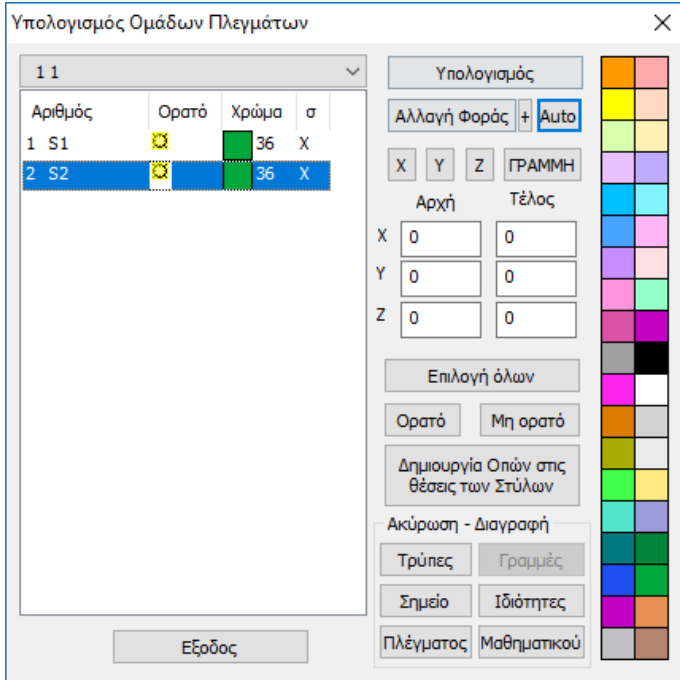 Υπολογισμός Ομάδων Πλεγμάτων
1 1
Υπολογισμός
Αριθμός Ορατό Χρώμα σ
Αλλαγή Φοράς + Auto
1 S1 36 X
2 S2 36 X
X Y Z ΓΡΑΜΜΗ
Αρχή Τέλος
X 0 0
Y 0 0
Z 0 0
Επιλογή όλων
Ορατό Μη ορατό
Δημιουργία Οπών στις
θέσεις των Στύλων
Ακύρωση - Διαγραφή
Τρύπες Γραμμές
Σημείο Ιδιότητες
Πλέγματος Μαθηματικού
Εξοδος